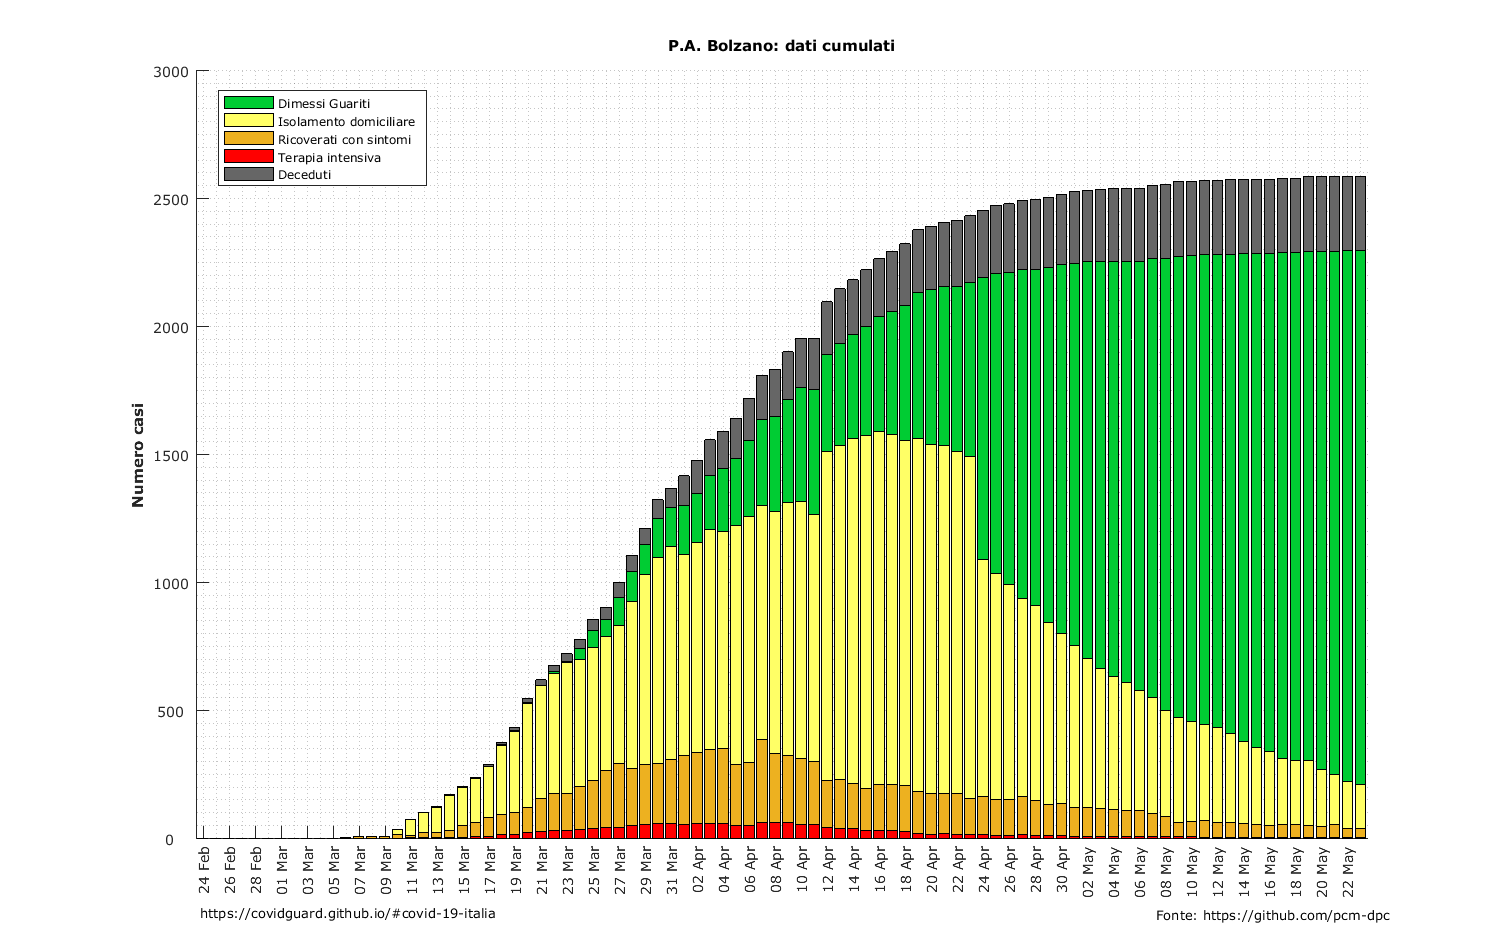 P.A. Bolzano: dati cumulati
3000
2500
2000
1500
1000
500
0
Numero casi
Dimessi Guariti
Isolamento domiciliare
Ricoverati con sintomi
Terapia intensiva
Deceduti
24 Feb
26 Feb
28 Feb
01 Mar
03 Mar
05 Mar
07 Mar
09 Mar
11 Mar
13 Mar
15 Mar
17 Mar
19 Mar
21 Mar
23 Mar
25 Mar
27 Mar
29 Mar
31 Mar
02 Apr
04 Apr
06 Apr
08 Apr
10 Apr
12 Apr
14 Apr
16 Apr
18 Apr
20 Apr
22 Apr
24 Apr
26 Apr
28 Apr
30 Apr
02 May
04 May
06 May
08 May
10 May
12 May
14 May
16 May
18 May
20 May
22 May
https://covidguard.github.io/#covid-19-italia
Fonte: https://github.com/pcm-dpc